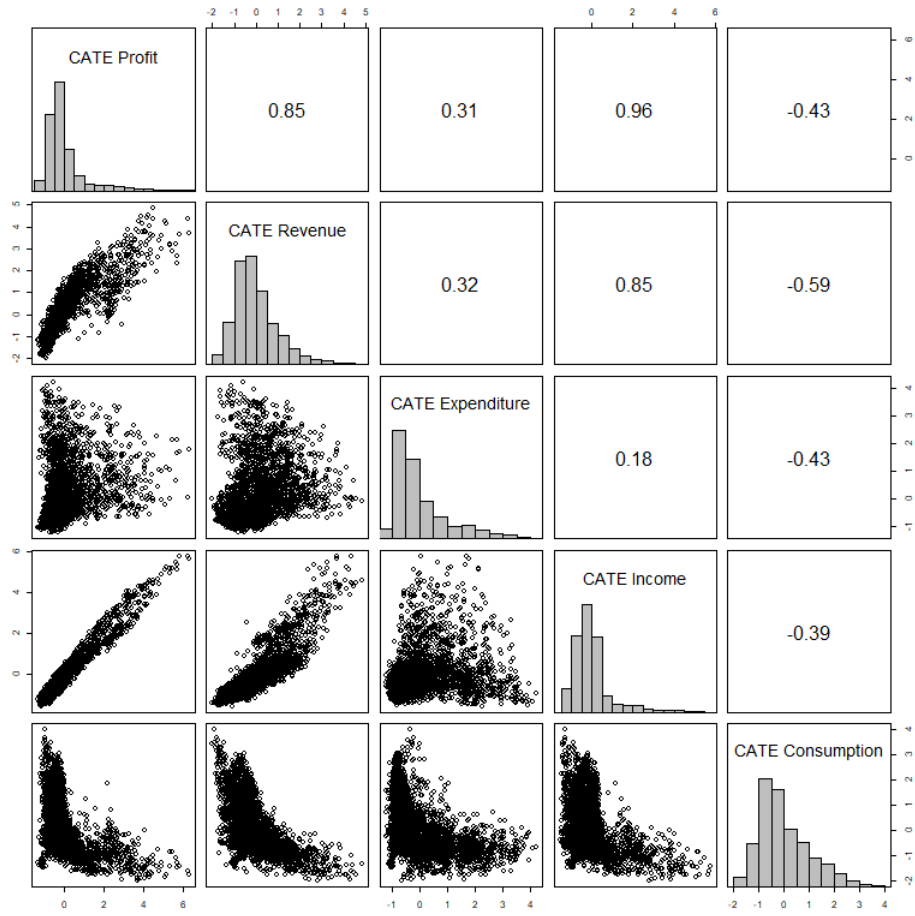 -2 -1 0 1 2 3 4 5 0 2 4 6
CATE Profit 0.85 0.31 0.96 -0.43 0 2 4 6
-2 -1 0 1 2 3 4 5 CATE Revenue 0.32 0.85 -0.59
CATE Expenditure 0.18 -0.43 -1 0 1 2 3 4
0 2 4 6 CATE Income -0.39
CATE Consumption -2 -1 0 1 2 3 4
0 2 4 6 -1 0 1 2 3 4 -2 -1 0 1 2 3 4